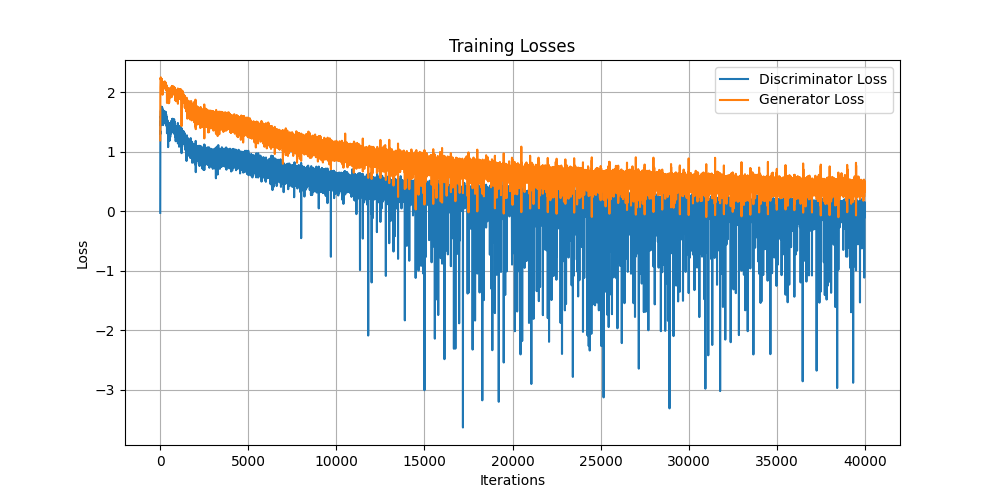 Training Losses
Discriminator Loss
Generator Loss
2
1
0
−1
−2
−3
Loss
0 5000 10000 15000 20000 25000 30000 35000 40000
Iterations